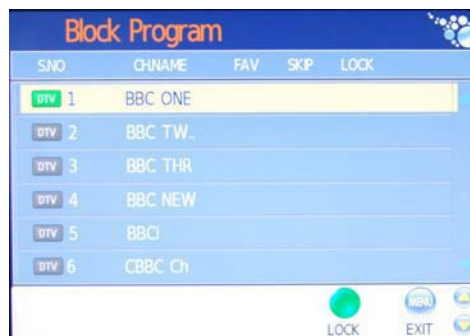 Block Program
S.NO CH.NAME FAV SKIP LOCK
DTV 1 BBC ONE
DTV 2 BBC TW..
DTV 3 BBC THR
DTV 4 BBC NEW
DTV 5 BBCi
DTV 6 CBBC Ch
MENU
LOCK EXIT